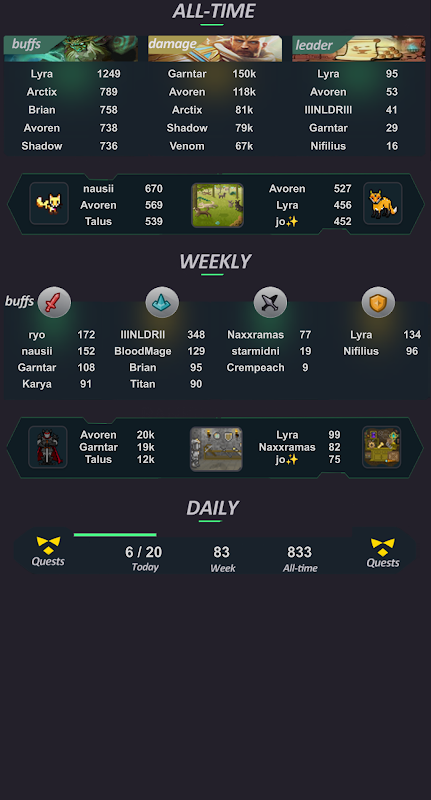 ALL-TIME
buffs damage leader
Lyra 1249 Garntar 150k Lyra 95
Arctix 789 Avoren 118k Avoren 53
Brian 758 Arctix 81k IIINLDRIII 41
Avoren 738 Shadow 79k Garntar 29
Shadow 736 Venom 67k Nifilius 16
nausii 670 Avoren 527
Avoren 569 Lyra 456
Talus 539 jo✨ 452
WEEKLY
buffs
ryo 172 IIINLDRII 348 Naxxramas 77 Lyra 134
nausii 152 BloodMage 129 starmidni 19 Nifilius 96
Garntar 108 Brian 95 Crempeach 9
Karya 91 Titan 90
Avoren 20k Lyra 99
Garntar 19k Naxxramas 82
Talus 12k jo✨ 75
DAILY
Quests 6 / 20 83 833 Quests
Today Week All-time